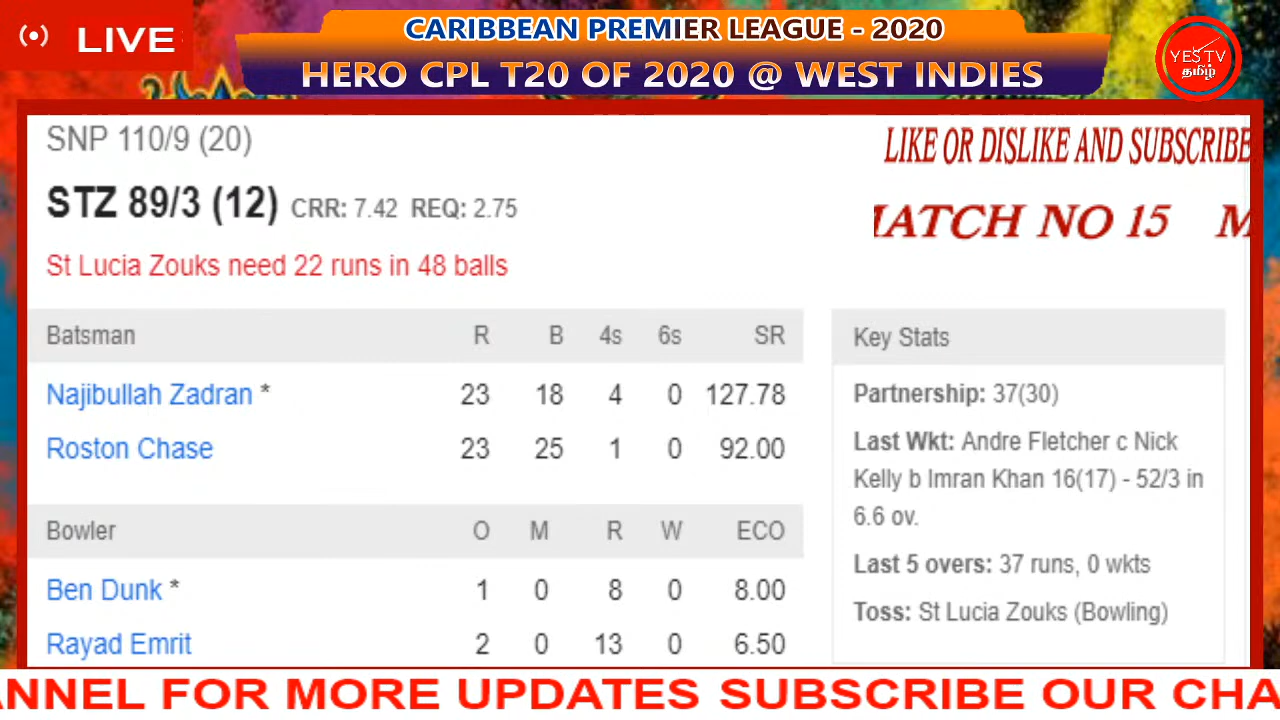 LIVE
CARIBBEAN PREMIER LEAGUE - 2020
HERO CPL T20 OF 2020 @ WEST INDIES
YES TV
தமிழ்
SNP 110/9 (20)
LIKE OR DISLIKE AND SUBSCRIBE
STZ 89/3 (12) CRR: 7.42 REQ: 2.75
MATCH NO 15 M
St Lucia Zouks need 22 runs in 48 balls
Batsman R B 4s 6s SR
Najibullah Zadran * 23 18 4 0 127.78
Roston Chase 23 25 1 0 92.00
Bowler O M R W ECO
Ben Dunk * 1 0 8 0 8.00
Rayad Emrit 2 0 13 0 6.50
Key Stats
Partnership: 37(30)
Last Wkt: Andre Fletcher c Nick
Kelly b Imran Khan 16(17) - 52/3 in
6.6 ov.
Last 5 overs: 37 runs, 0 wkts
Toss: St Lucia Zouks (Bowling)
ANNEL FOR MORE UPDATES SUBSCRIBE OUR CHA